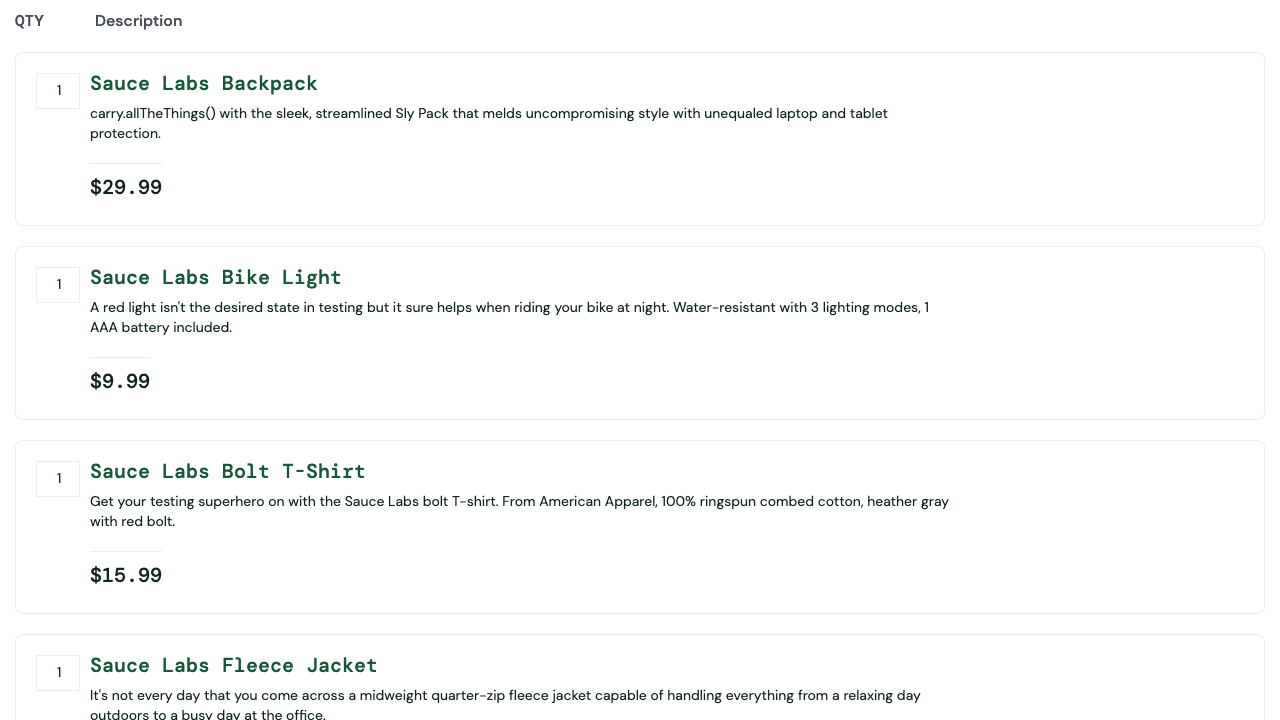 QTY Description
1 Sauce Labs Backpack
carry.allTheThings() with the sleek, streamlined Sly Pack that melds uncompromising style with unequaled laptop and tablet
protection.
$29.99
1 Sauce Labs Bike Light
A red light isn't the desired state in testing but it sure helps when riding your bike at night. Water-resistant with 3 lighting modes, 1
AAA battery included.
$9.99
1 Sauce Labs Bolt T-Shirt
Get your testing superhero on with the Sauce Labs bolt T-shirt. From American Apparel, 100% ringspun combed cotton, heather gray
with red bolt.
$15.99
1 Sauce Labs Fleece Jacket
It's not every day that you come across a midweight quarter-zip fleece jacket capable of handling everything from a relaxing day
outdoors to a busy day at the office.